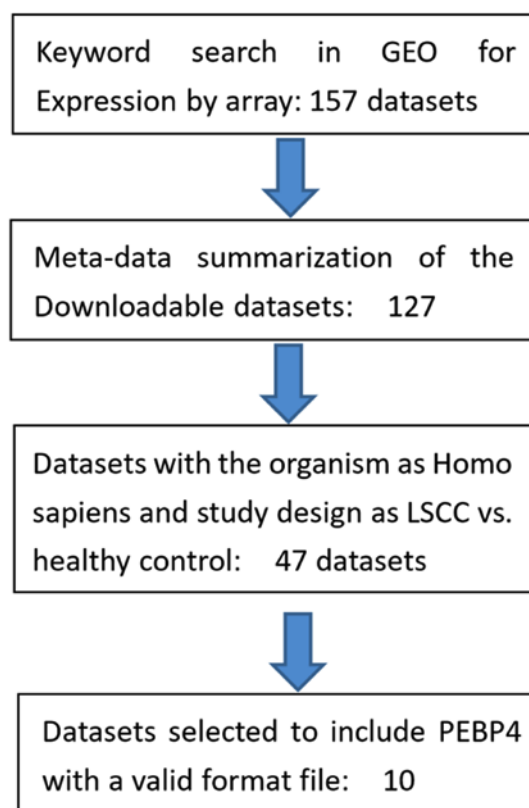 Keyword search in GEO for
Expression by array: 157 datasets
Meta-data summarization of the
Downloadable datasets: 127
Datasets with the organism as Homo
sapiens and study design as LSCC vs.
healthy control: 47 datasets
Datasets selected to include PEBP4
with a valid format file: 10